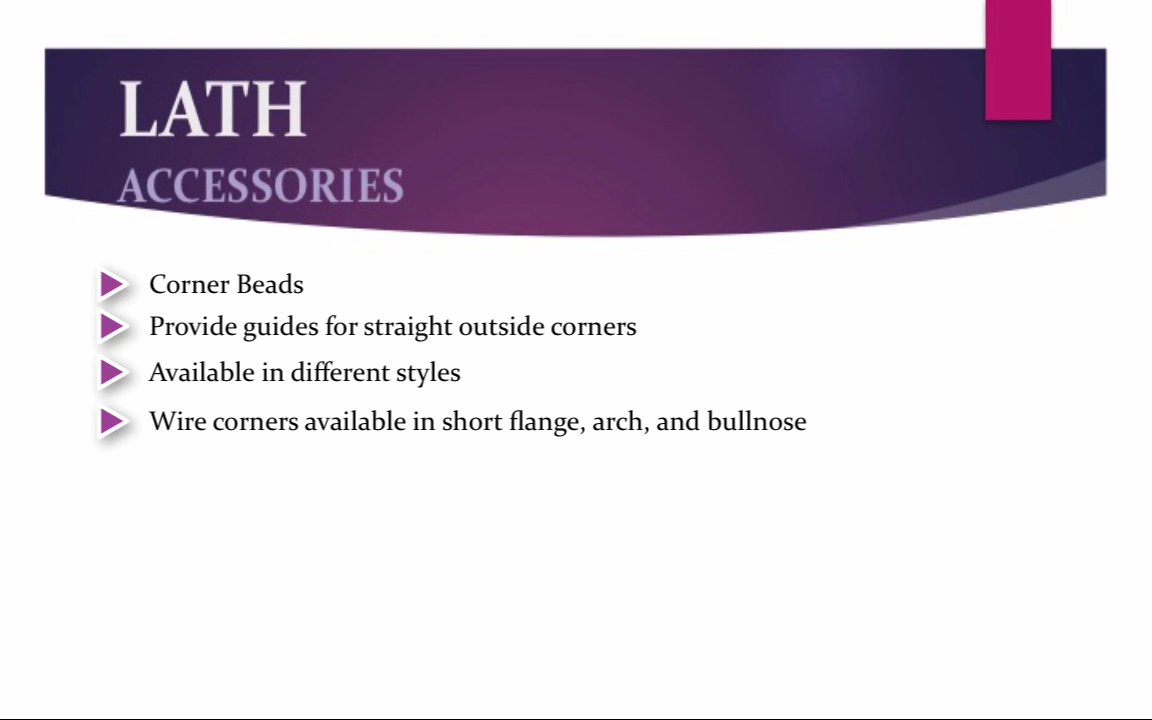 LATH
ACCESSORIES
Corner Beads
Provide guides for straight outside corners
Available in different styles
Wire corners available in short flange, arch, and bullnose